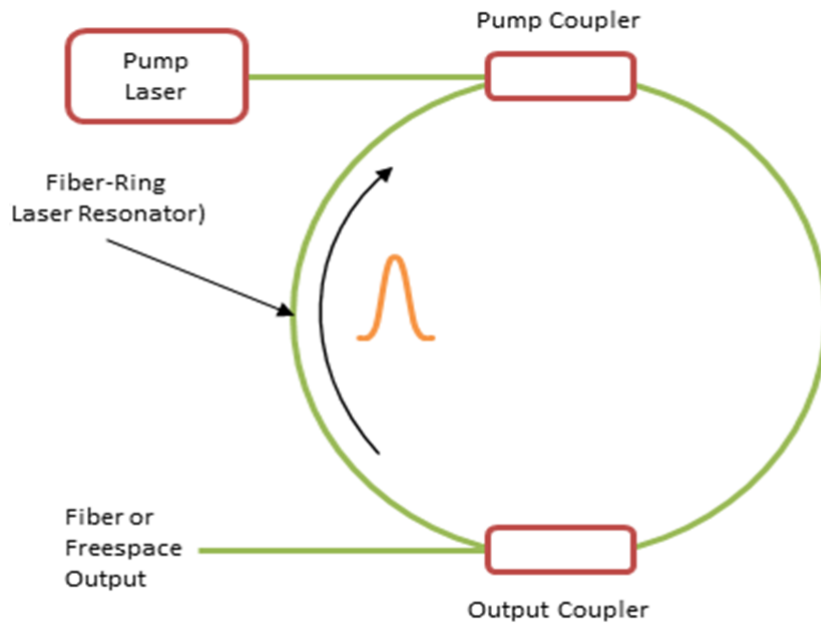 Pump Coupler
Pump
Laser
Fiber-Ring
Laser Resonator)
Fiber or
Freespace
Output
Output Coupler